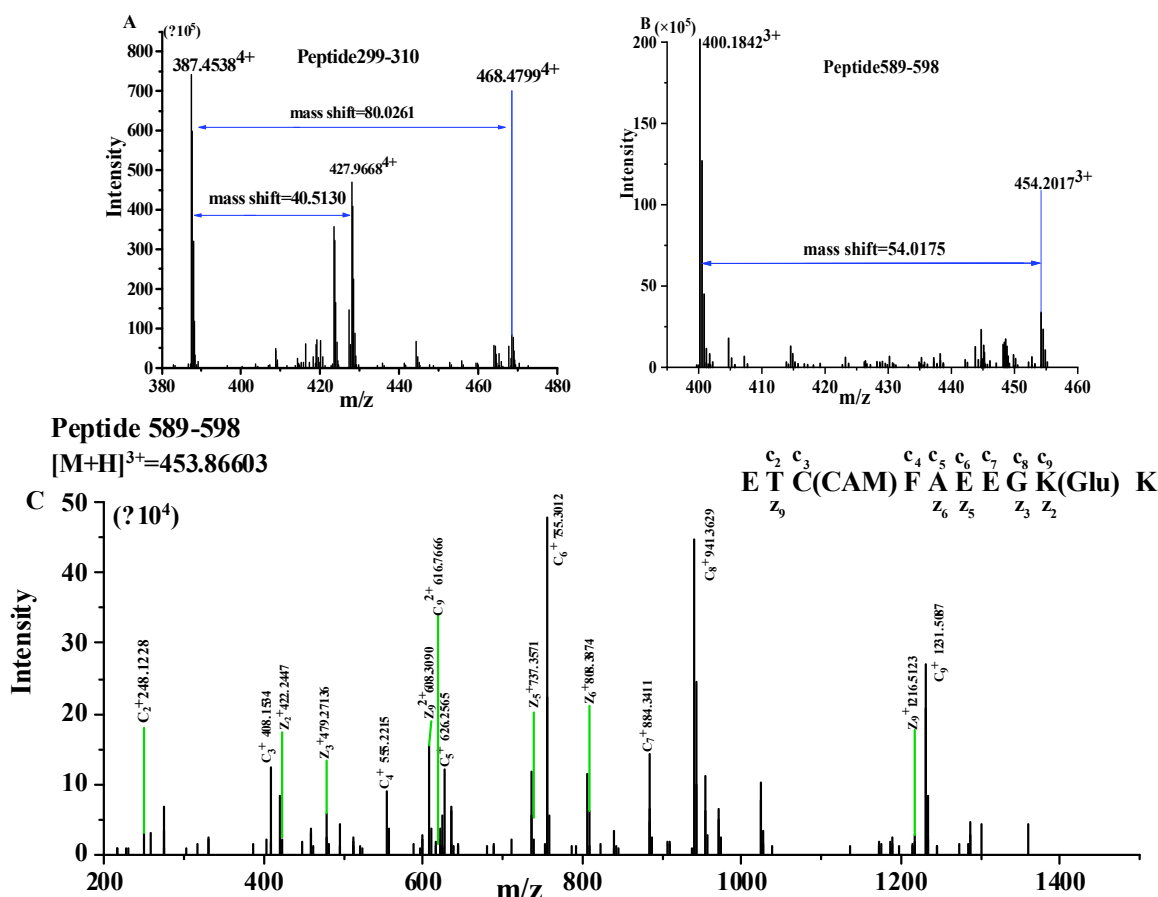 A (?10⁵)
800
700
600
500
400
300
200
100
0
Intensity
387.4538⁴⁺
Peptide299-310
468.4799⁴⁺
mass shift=80.0261
427.9668⁴⁺
mass shift=40.5130
380 400 420 440 460 480
m/z
B (×10⁵)
200
150
100
50
0
Intensity
400.1842³⁺
Peptide589-598
454.2017³⁺
mass shift=54.0175
400 410 420 430 440 450 460
m/z
Peptide 589-598
[M+H]³⁺=453.86603
c₂ c₃ c₄ c₅ c₆ c₇ c₈ c₉
E T C(CAM) F A E E G K(Glu) K
z₉ z₆ z₅ z₃ z₂
C (?10⁴)
50
40
30
20
10
0
Intensity
C₂⁺ 248.1228
C₃⁺ 408.1534
Z₂⁺ 422.2447
Z₃⁺ 479.27136
C₄⁺ 555.2215
Z₉²⁺ 608.3090
C₉²⁺ 616.7666
C₅⁺ 626.2565
Z₅⁺ 737.3571
C₆⁺ 755.3012
Z₆⁺ 808.3874
C₇⁺ 884.3411
C₈⁺ 941.3629
Z₉⁺ 1216.5123
C₉⁺ 1231.5087
200 400 600 800 1000 1200 1400
m/z